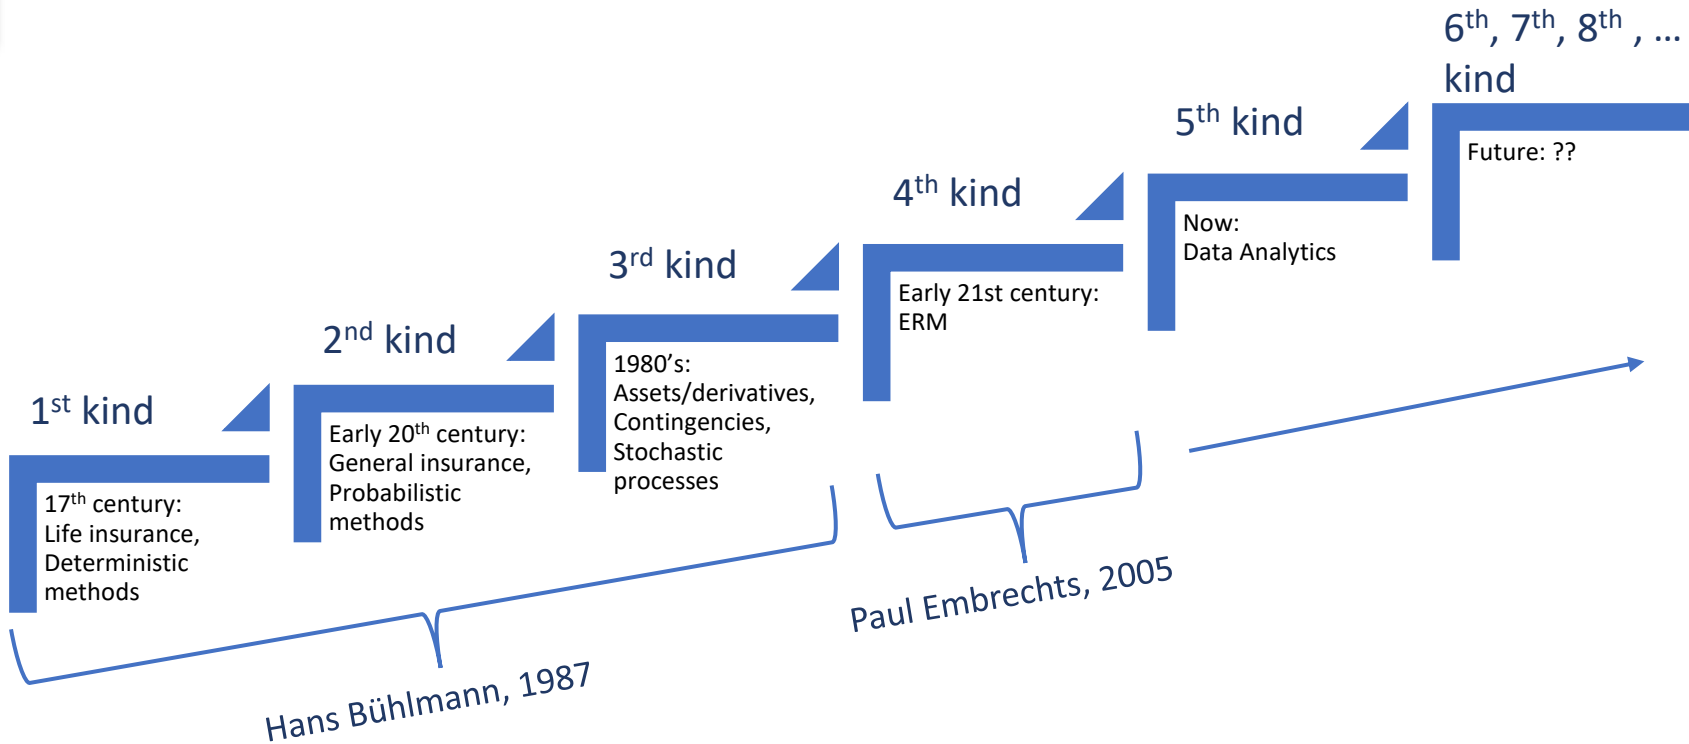 1st kind
17th century:
Life insurance,
Deterministic
methods
2nd kind
Early 20th century:
General insurance,
Probabilistic
methods
3rd kind
1980’s:
Assets/derivatives,
Contingencies,
Stochastic
processes
4th kind
Early 21st century:
ERM
5th kind
Now:
Data Analytics
6th, 7th, 8th , ...
kind
Future: ??
Hans Bühlmann, 1987
Paul Embrechts, 2005